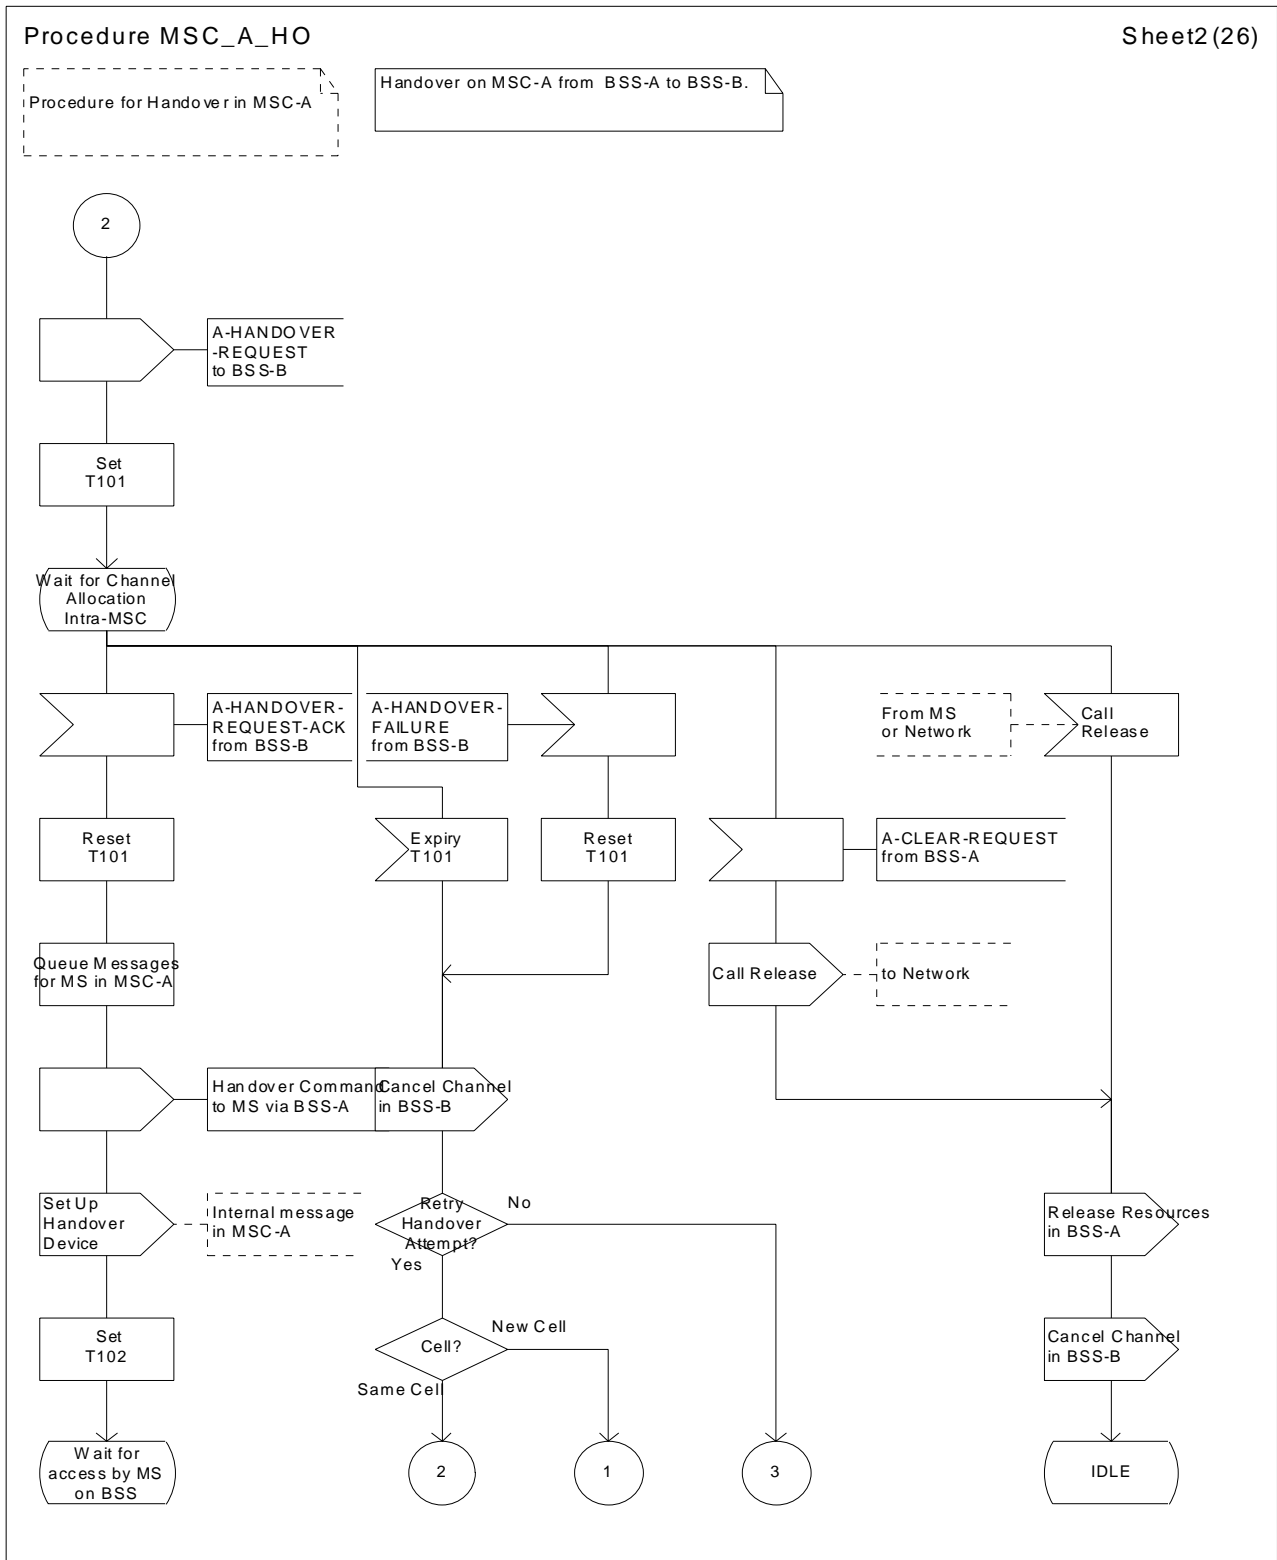 Procedure MSC_A_HO
Sheet2(26)
Procedure for Handover in MSC-A
Handover on MSC-A from BSS-A to BSS-B.
2
A-HANDOVER
-REQUEST
to BSS-B
Set
T101
Wait for Channel
Allocation
Intra-MSC
A-HANDOVER-
REQUEST-ACK
from BSS-B
A-HANDOVER-
FAILURE
from BSS-B
From MS
or Network
Call
Release
Reset
T101
Expiry
T101
Reset
T101
A-CLEAR-REQUEST
from BSS-A
Queue Messages
for MS in MSC-A
Call Release
to Network
Handover Command
to MS via BSS-A
Cancel Channel
in BSS-B
Set Up
Handover
Device
Internal message
in MSC-A
Retry
Handover
Attempt?
No
Yes
Release Resources
in BSS-A
Set
T102
Cell?
New Cell
Same Cell
Cancel Channel
in BSS-B
Wait for
access by MS
on BSS
2
1
3
IDLE